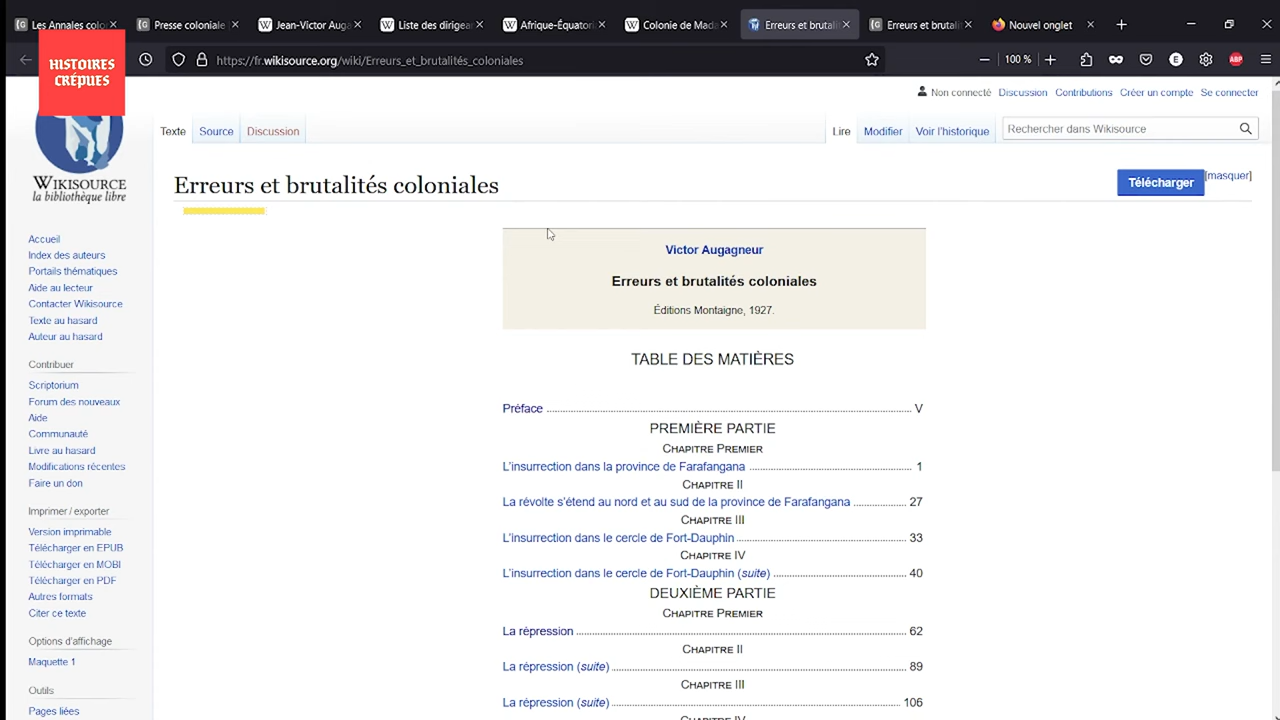 Les Annales colo
Presse coloniale
Jean-Victor Auga
Liste des dirigea
Afrique-Équatori
Colonie de Mada
Erreurs et brutali
Erreurs et brutali
Nouvel onglet
HISTOIRES
CRÉPUES
https://fr.wikisource.org/wiki/Erreurs_et_brutalités_coloniales
100 %
E
ABP
Non connecté Discussion Contributions Créer un compte Se connecter
Texte Source Discussion Lire Modifier Voir l'historique Rechercher dans Wikisource
WIKISOURCE
la bibliothèque libre
Erreurs et brutalités coloniales
Télécharger [masquer]
Accueil
Index des auteurs
Portails thématiques
Aide au lecteur
Contacter Wikisource
Texte au hasard
Auteur au hasard
Contribuer
Scriptorium
Forum des nouveaux
Aide
Communauté
Livre au hasard
Modifications récentes
Faire un don
Imprimer / exporter
Version imprimable
Télécharger en EPUB
Télécharger en MOBI
Télécharger en PDF
Autres formats
Citer ce texte
Options d'affichage
Maquette 1
Outils
Pages liées
Victor Augagneur
Erreurs et brutalités coloniales
Éditions Montaigne, 1927.
TABLE DES MATIÈRES
Préface V
PREMIÈRE PARTIE
Chapitre Premier
L'insurrection dans la province de Farafangana 1
Chapitre II
La révolte s'étend au nord et au sud de la province de Farafangana 27
Chapitre III
L'insurrection dans le cercle de Fort-Dauphin 33
Chapitre IV
L'insurrection dans le cercle de Fort-Dauphin (suite) 40
DEUXIÈME PARTIE
Chapitre Premier
La répression 62
Chapitre II
La répression (suite) 89
Chapitre III
La répression (suite) 106
Chapitre IV